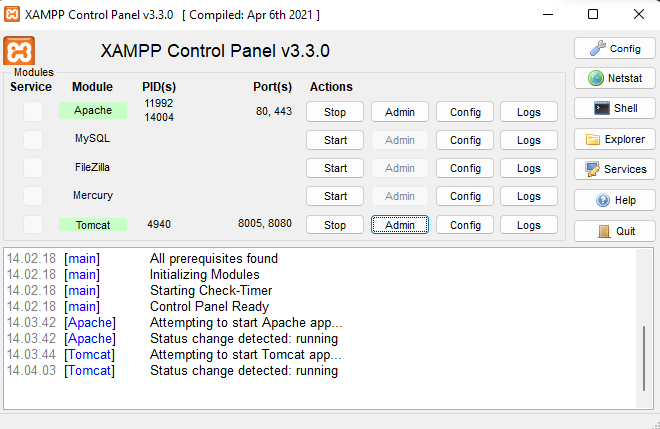 XAMPP Control Panel v3.3.0 [ Compiled: Apr 6th 2021 ]
XAMPP Control Panel v3.3.0
Config
Modules
Service Module PID(s) Port(s) Actions
Netstat
Apache 11992 14004 80, 443 Stop Admin Config Logs
Shell
MySQL Start Admin Config Logs
Explorer
FileZilla Start Admin Config Logs
Services
Mercury Start Admin Config Logs
Help
Tomcat 4940 8005, 8080 Stop Admin Config Logs
Quit
14.02.18 [main] All prerequisites found
14.02.18 [main] Initializing Modules
14.02.18 [main] Starting Check-Timer
14.02.18 [main] Control Panel Ready
14.03.42 [Apache] Attempting to start Apache app...
14.03.42 [Apache] Status change detected: running
14.03.44 [Tomcat] Attempting to start Tomcat app...
14.04.03 [Tomcat] Status change detected: running